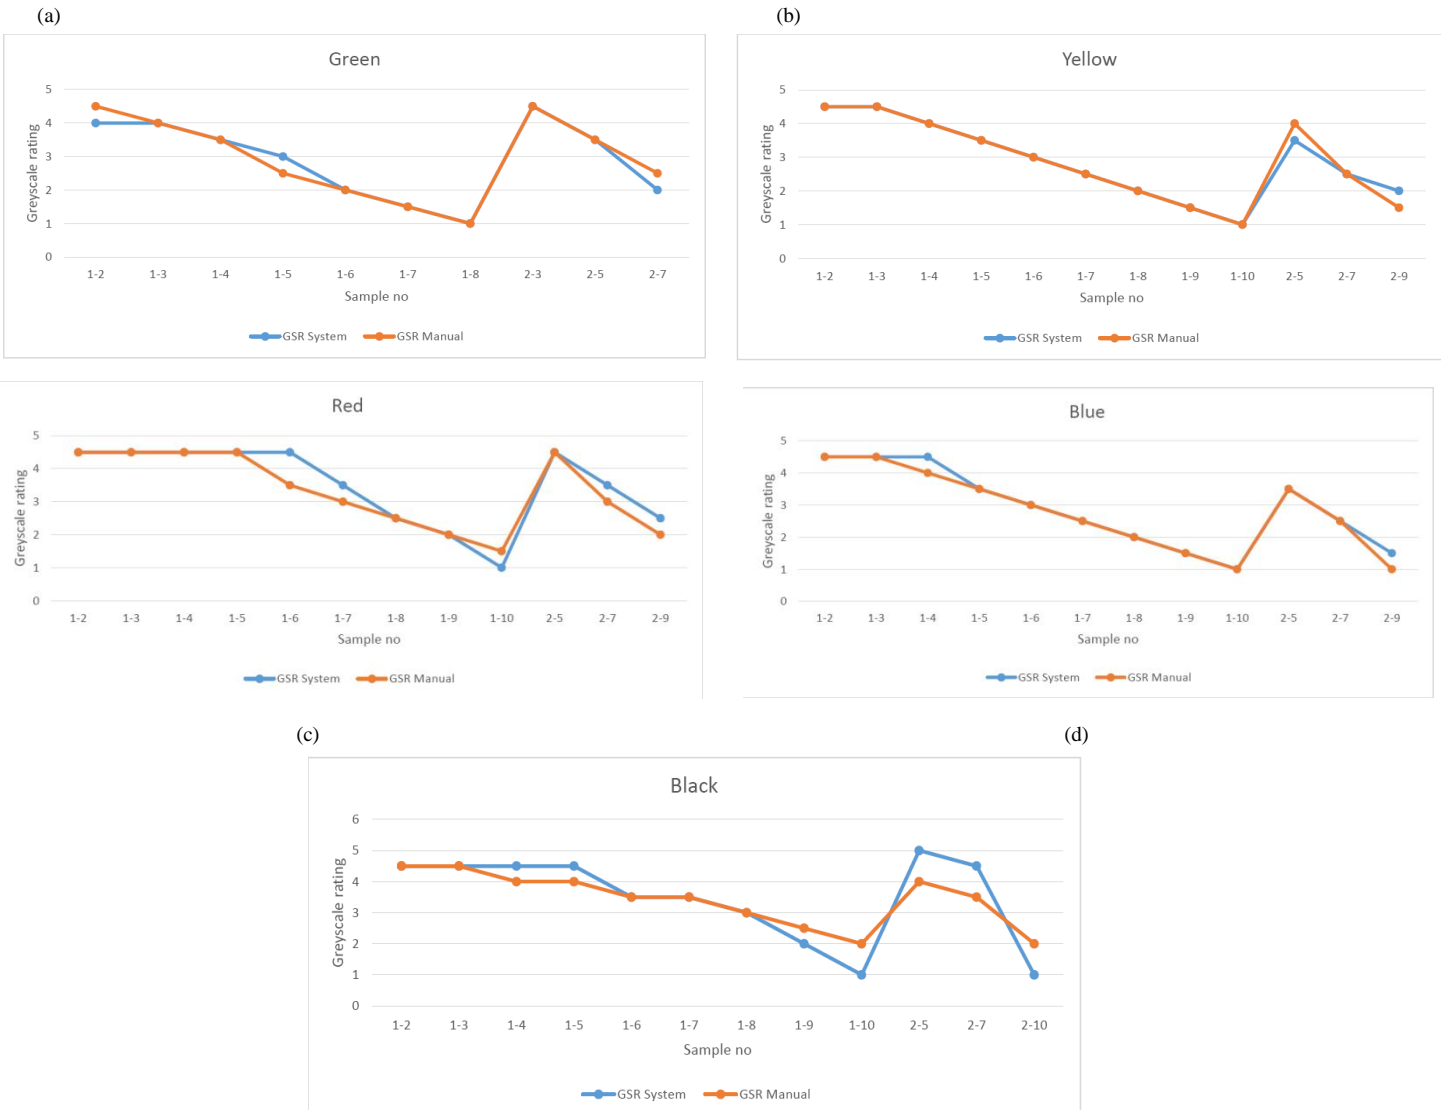 (a)
(b)
Green
Greyscale rating
5
4
3
2
1
0
1-2 1-3 1-4 1-5 1-6 1-7 1-8 2-3 2-5 2-7
Sample no
GSR System GSR Manual
Yellow
Greyscale rating
5
4
3
2
1
0
1-2 1-3 1-4 1-5 1-6 1-7 1-8 1-9 1-10 2-5 2-7 2-9
Sample no
GSR System GSR Manual
Red
Greyscale rating
5
4
3
2
1
0
1-2 1-3 1-4 1-5 1-6 1-7 1-8 1-9 1-10 2-5 2-7 2-9
Sample no
GSR System GSR Manual
Blue
Greyscale rating
5
4
3
2
1
0
1-2 1-3 1-4 1-5 1-6 1-7 1-8 1-9 1-10 2-5 2-7 2-9
Sample no
GSR System GSR Manual
(c)
(d)
Black
Greyscale rating
6
5
4
3
2
1
0
1-2 1-3 1-4 1-5 1-6 1-7 1-8 1-9 1-10 2-5 2-7 2-10
Sample no
GSR System GSR Manual